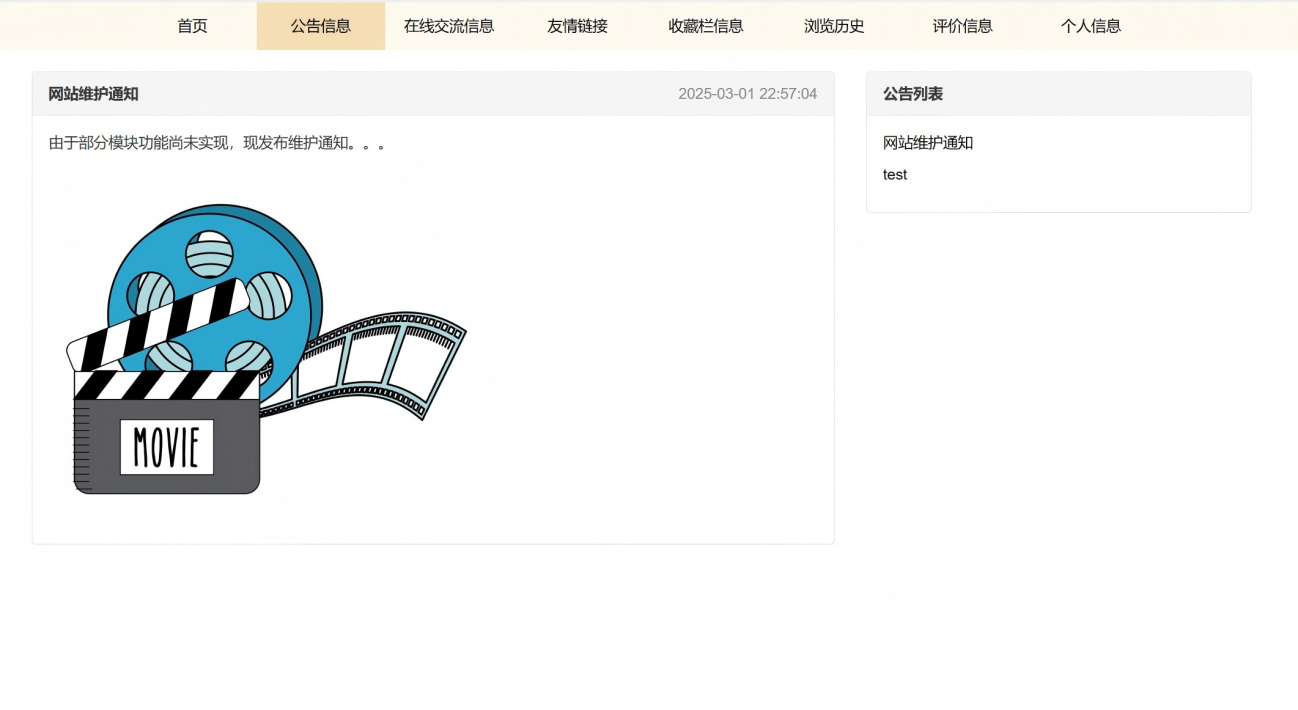 首页 公告信息 在线交流信息 友情链接 收藏栏信息 浏览历史 评价信息 个人信息
网站维护通知 2025-03-01 22:57:04
由于部分模块功能尚未实现，现发布维护通知。。。
MOVIE
公告列表
网站维护通知
test